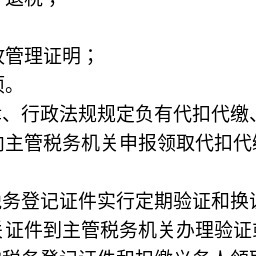 退税；
管理证明；
、行政法规规定负有代扣代缴、
主管税务机关申报领取代扣代
务登记证件实行定期验证和换
证件到主管税务机关办理验证